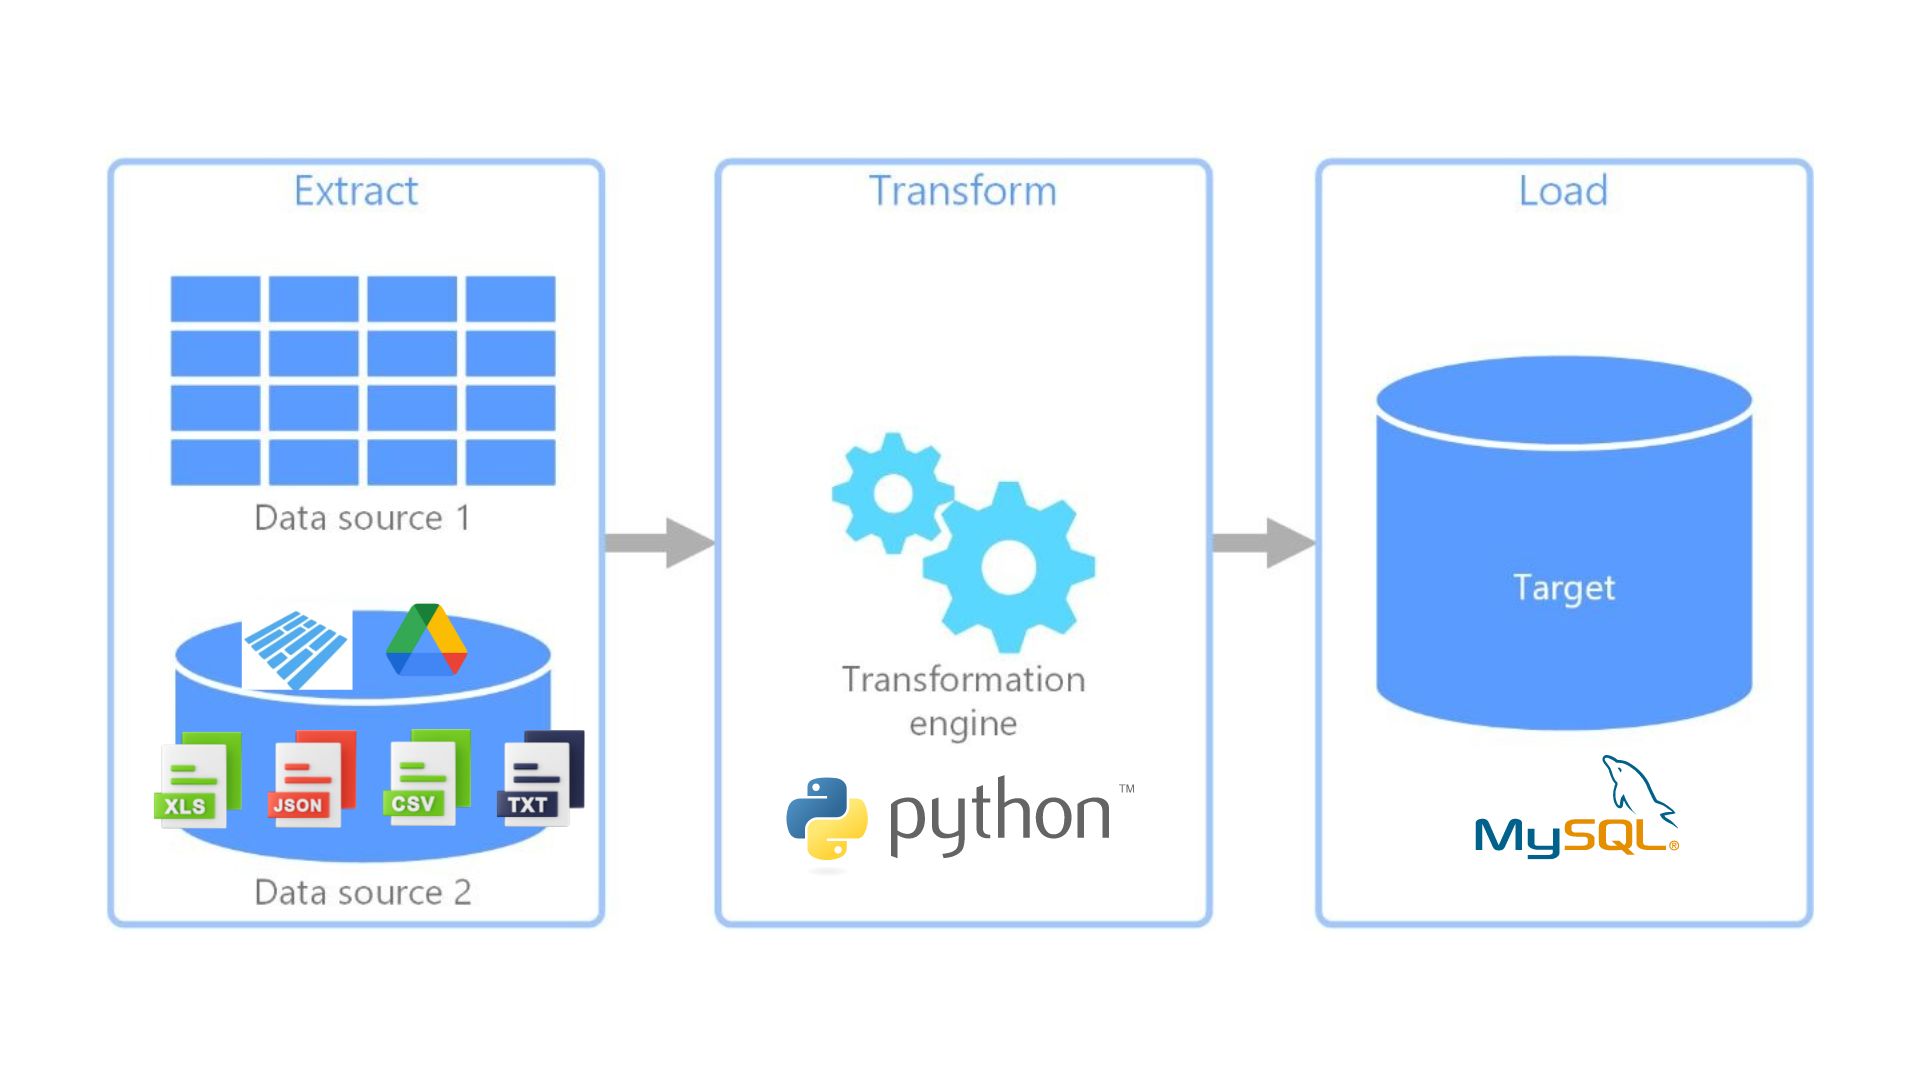 Extract
Data source 1
XLS
JSON
CSV
TXT
Data source 2
Transform
Transformation
engine
python™
Load
Target
MySQL®